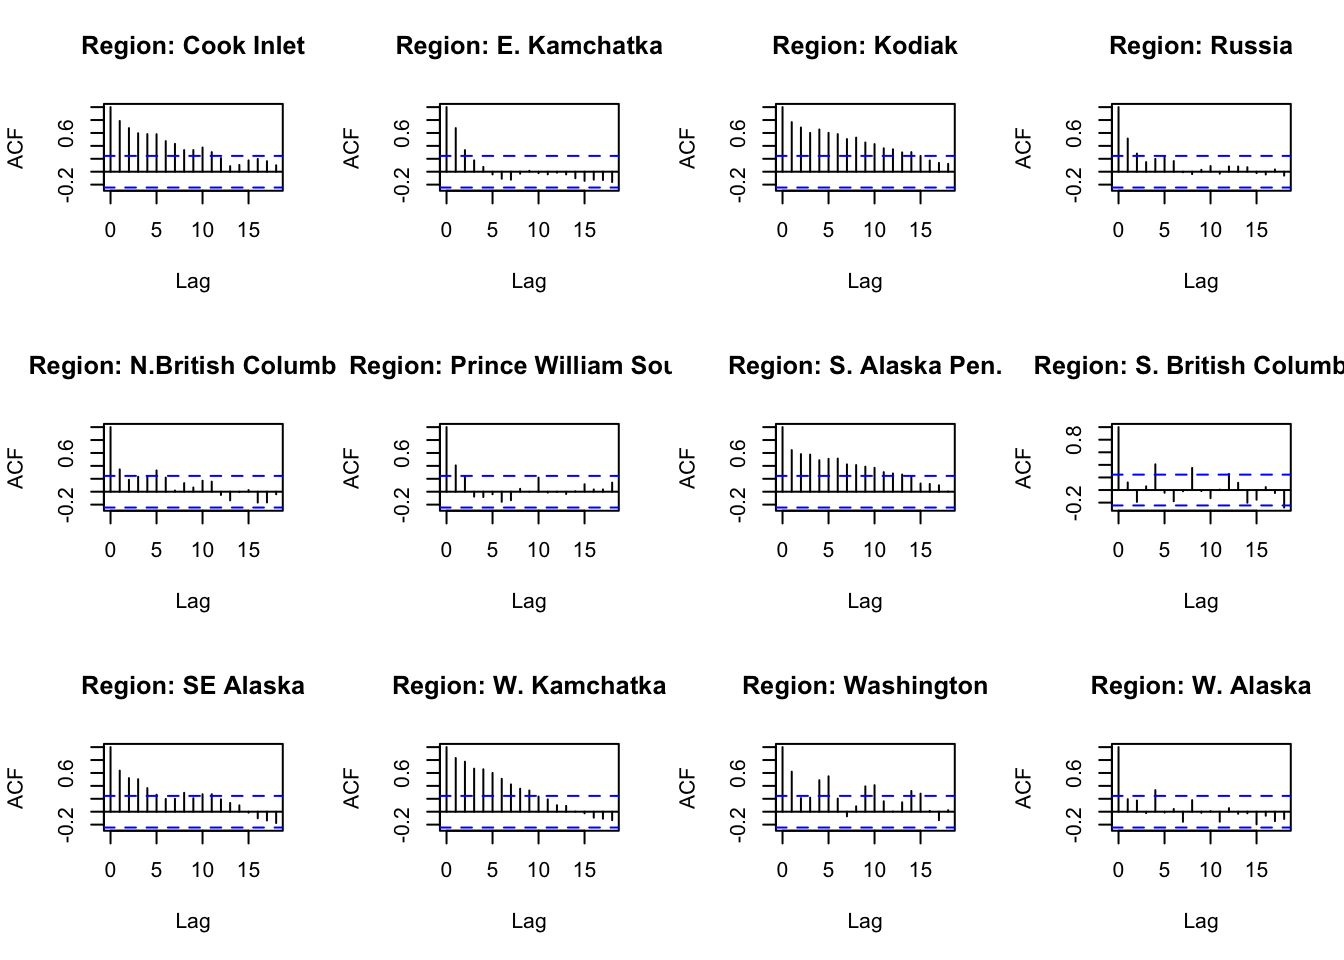 Region: Cook Inlet
ACF
-0.2 0.6
0 5 10 15
Lag
Region: E. Kamchatka
ACF
-0.2 0.6
0 5 10 15
Lag
Region: Kodiak
ACF
-0.2 0.6
0 5 10 15
Lag
Region: Russia
ACF
-0.2 0.6
0 5 10 15
Lag
Region: N.British Columb
ACF
-0.2 0.6
0 5 10 15
Lag
Region: Prince William Sou
ACF
-0.2 0.6
0 5 10 15
Lag
Region: S. Alaska Pen.
ACF
-0.2 0.6
0 5 10 15
Lag
Region: S. British Columb
ACF
-0.2 0.8
0 5 10 15
Lag
Region: SE Alaska
ACF
-0.2 0.6
0 5 10 15
Lag
Region: W. Kamchatka
ACF
-0.2 0.6
0 5 10 15
Lag
Region: Washington
ACF
-0.2 0.6
0 5 10 15
Lag
Region: W. Alaska
ACF
-0.2 0.6
0 5 10 15
Lag